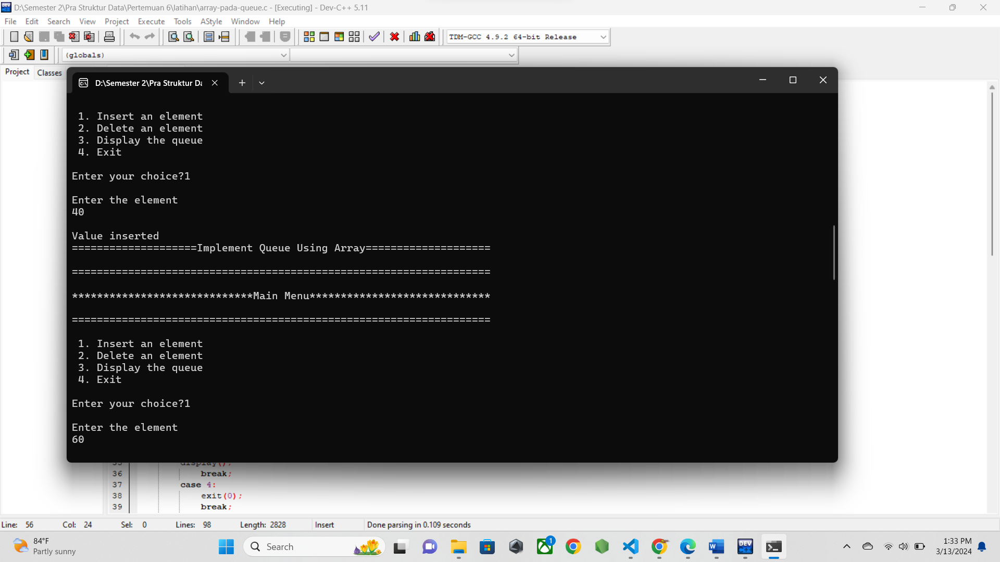 D:\Semester 2\Pra Struktur Data\Pertemuan 6\latihan\array-pada-queue.c - [Executing] - Dev-C++ 5.11
File Edit Search View Project Execute Tools AStyle Window Help
TDM-GCC 4.9.2 64-bit Release
(globals)
Project Classes
D:\Semester 2\Pra Struktur Da
1. Insert an element
2. Delete an element
3. Display the queue
4. Exit
Enter your choice?1
Enter the element
40
Value inserted
====================Implement Queue Using Array====================
===================================================================
*****************************Main Menu*****************************
===================================================================
1. Insert an element
2. Delete an element
3. Display the queue
4. Exit
Enter your choice?1
Enter the element
60
35 display();
36 break;
37 case 4:
38 exit(0);
39 break;
Line: 56 Col: 24 Sel: 0 Lines: 98 Length: 2828 Insert Done parsing in 0.109 seconds
84°F
Partly sunny
Search
1
DEV
C++
1:33 PM
3/13/2024